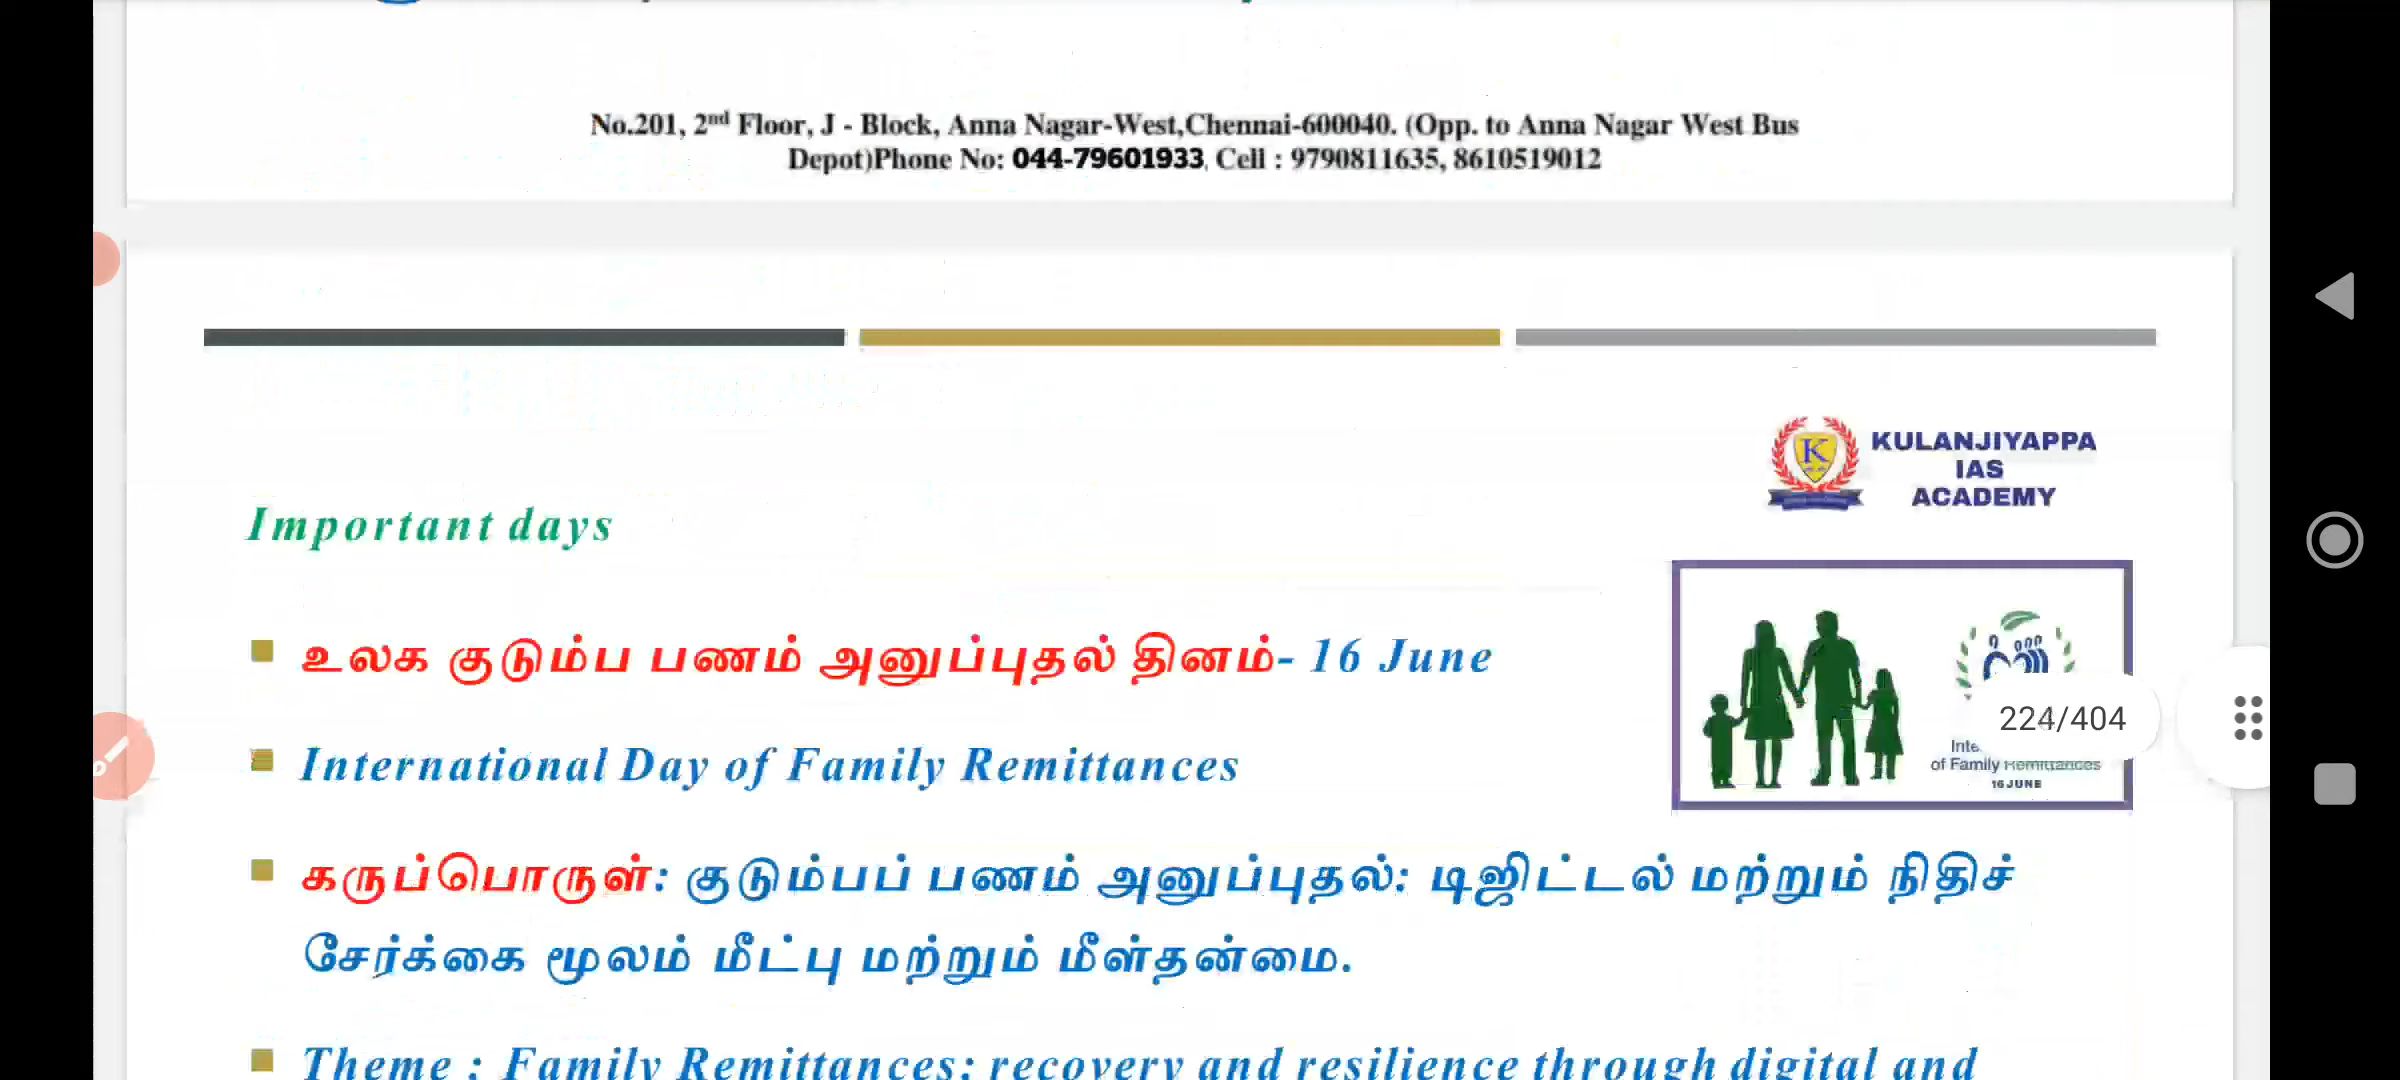 No.201, 2nd Floor, J - Block, Anna Nagar-West,Chennai-600040. (Opp. to Anna Nagar West Bus
Depot)Phone No: 044-79601933, Cell : 9790811635, 8610519012
KULANJIYAPPA
IAS
ACADEMY
Important days
உலக குடும்ப பணம் அனுப்புதல் தினம்- 16 June
224/404
International Day of Family Remittances
of Family Remittances
16 JUNE
கருப்பொருள்: குடும்பப் பணம் அனுப்புதல்: டிஜிட்டல் மற்றும் நிதிச்
சேர்க்கை மூலம் மீட்பு மற்றும் மீள்தன்மை.
Theme : Family Remittances: recovery and resilience through digital and